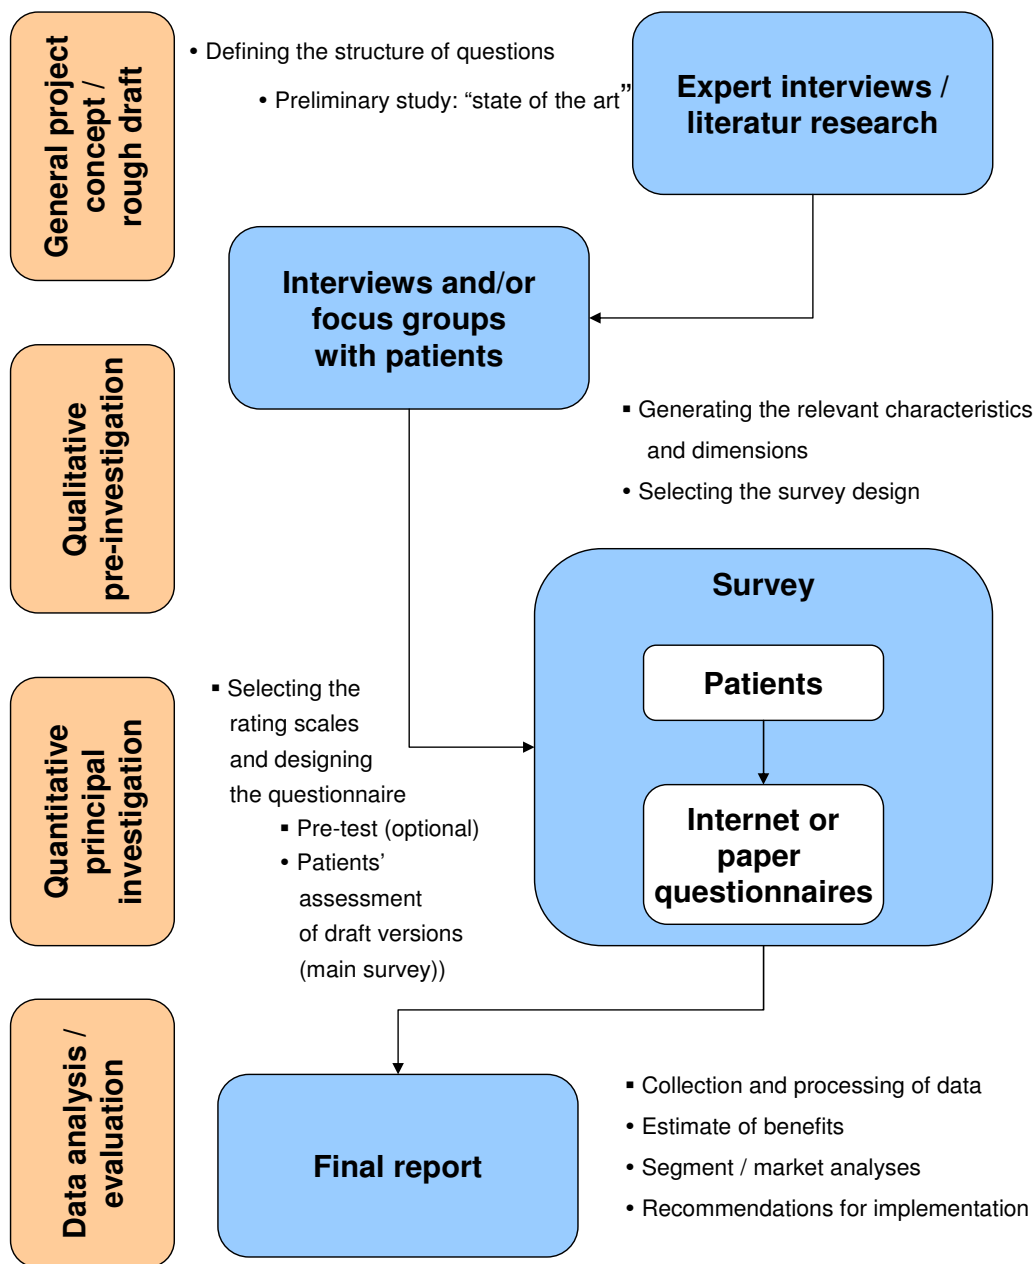 General project
concept /
rough draft
• Defining the structure of questions
• Preliminary study: “state of the art”
Expert interviews /
literatur research
Interviews and/or
focus groups
with patients
Qualitative
pre-investigation
▪ Generating the relevant characteristics
and dimensions
• Selecting the survey design
Survey
Patients
Internet or
paper
questionnaires
Quantitative
principal
investigation
▪ Selecting the
rating scales
and designing
the questionnaire
▪ Pre-test (optional)
• Patients’
assessment
of draft versions
(main survey))
Data analysis /
evaluation
Final report
▪ Collection and processing of data
• Estimate of benefits
• Segment / market analyses
• Recommendations for implementation